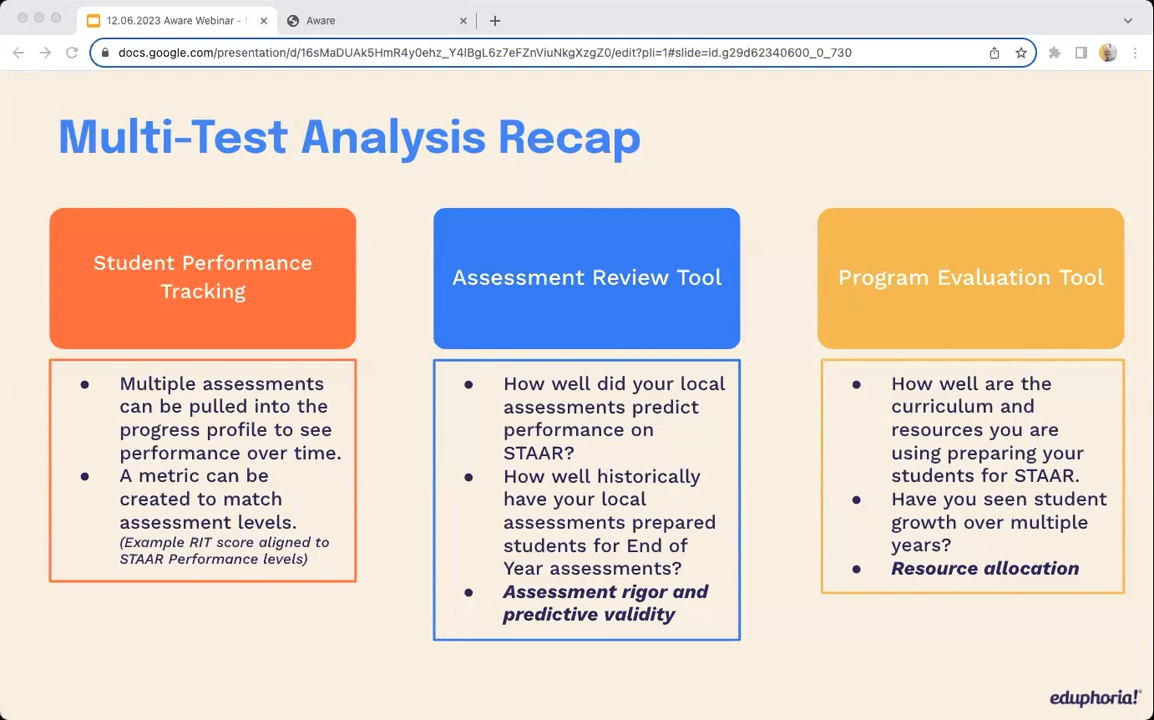 12.06.2023 Aware Webinar -
Aware
docs.google.com/presentation/d/16sMaDUAk5HmR4y0ehz_Y4lBgL6z7eFZnViuNkgXzgZ0/edit?pli=1#slide=id.g29d62340600_0_730
Multi-Test Analysis Recap
Student Performance
Tracking
● Multiple assessments
can be pulled into the
progress profile to see
performance over time.
● A metric can be
created to match
assessment levels.
(Example RIT score aligned to
STAAR Performance levels)
Assessment Review Tool
● How well did your local
assessments predict
performance on
STAAR?
● How well historically
have your local
assessments prepared
students for End of
Year assessments?
● Assessment rigor and
predictive validity
Program Evaluation Tool
● How well are the
curriculum and
resources you are
using preparing your
students for STAAR.
● Have you seen student
growth over multiple
years?
● Resource allocation
eduphoria!